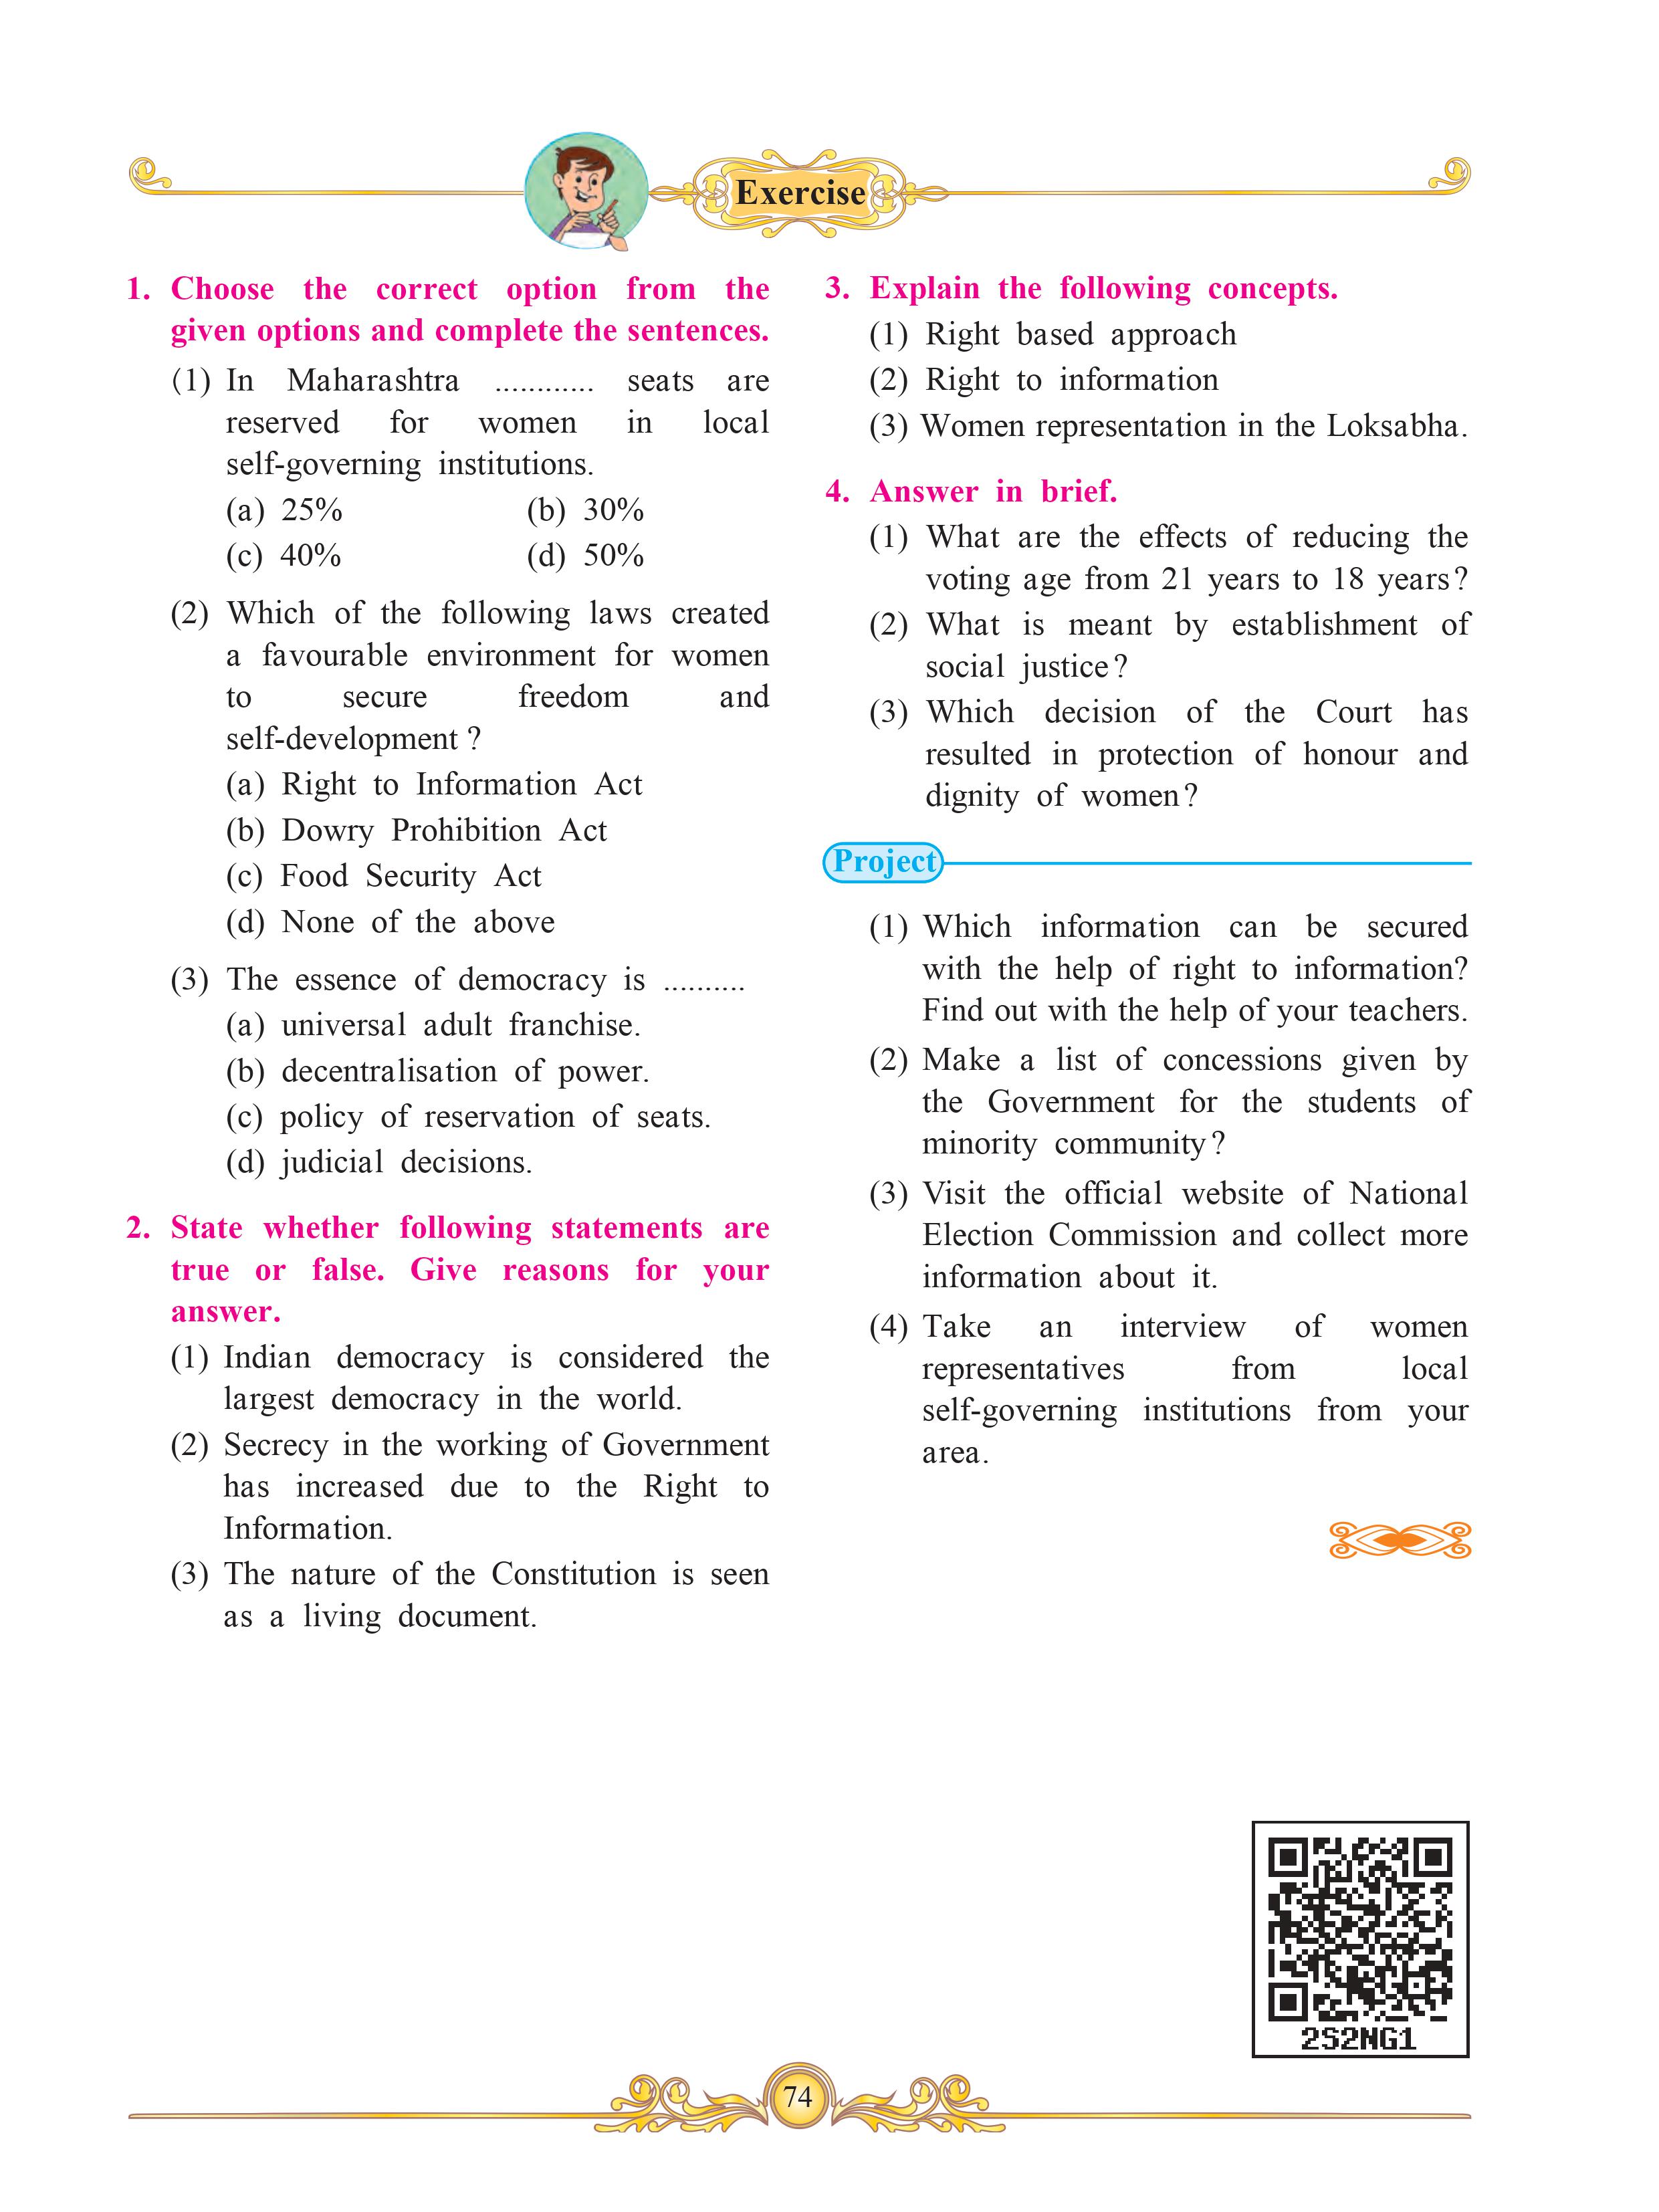 Exercise
1. Choose the correct option from the
given options and complete the sentences.
(1) In Maharashtra ............ seats are
reserved for women in local
self-governing institutions.
(a) 25% (b) 30%
(c) 40% (d) 50%
(2) Which of the following laws created
a favourable environment for women
to secure freedom and
self-development ?
(a) Right to Information Act
(b) Dowry Prohibition Act
(c) Food Security Act
(d) None of the above
(3) The essence of democracy is ..........
(a) universal adult franchise.
(b) decentralisation of power.
(c) policy of reservation of seats.
(d) judicial decisions.
2. State whether following statements are
true or false. Give reasons for your
answer.
(1) Indian democracy is considered the
largest democracy in the world.
(2) Secrecy in the working of Government
has increased due to the Right to
Information.
(3) The nature of the Constitution is seen
as a living document.
3. Explain the following concepts.
(1) Right based approach
(2) Right to information
(3) Women representation in the Loksabha.
4. Answer in brief.
(1) What are the effects of reducing the
voting age from 21 years to 18 years?
(2) What is meant by establishment of
social justice?
(3) Which decision of the Court has
resulted in protection of honour and
dignity of women?
Project
(1) Which information can be secured
with the help of right to information?
Find out with the help of your teachers.
(2) Make a list of concessions given by
the Government for the students of
minority community?
(3) Visit the official website of National
Election Commission and collect more
information about it.
(4) Take an interview of women
representatives from local
self-governing institutions from your
area.
2S2NG1
74